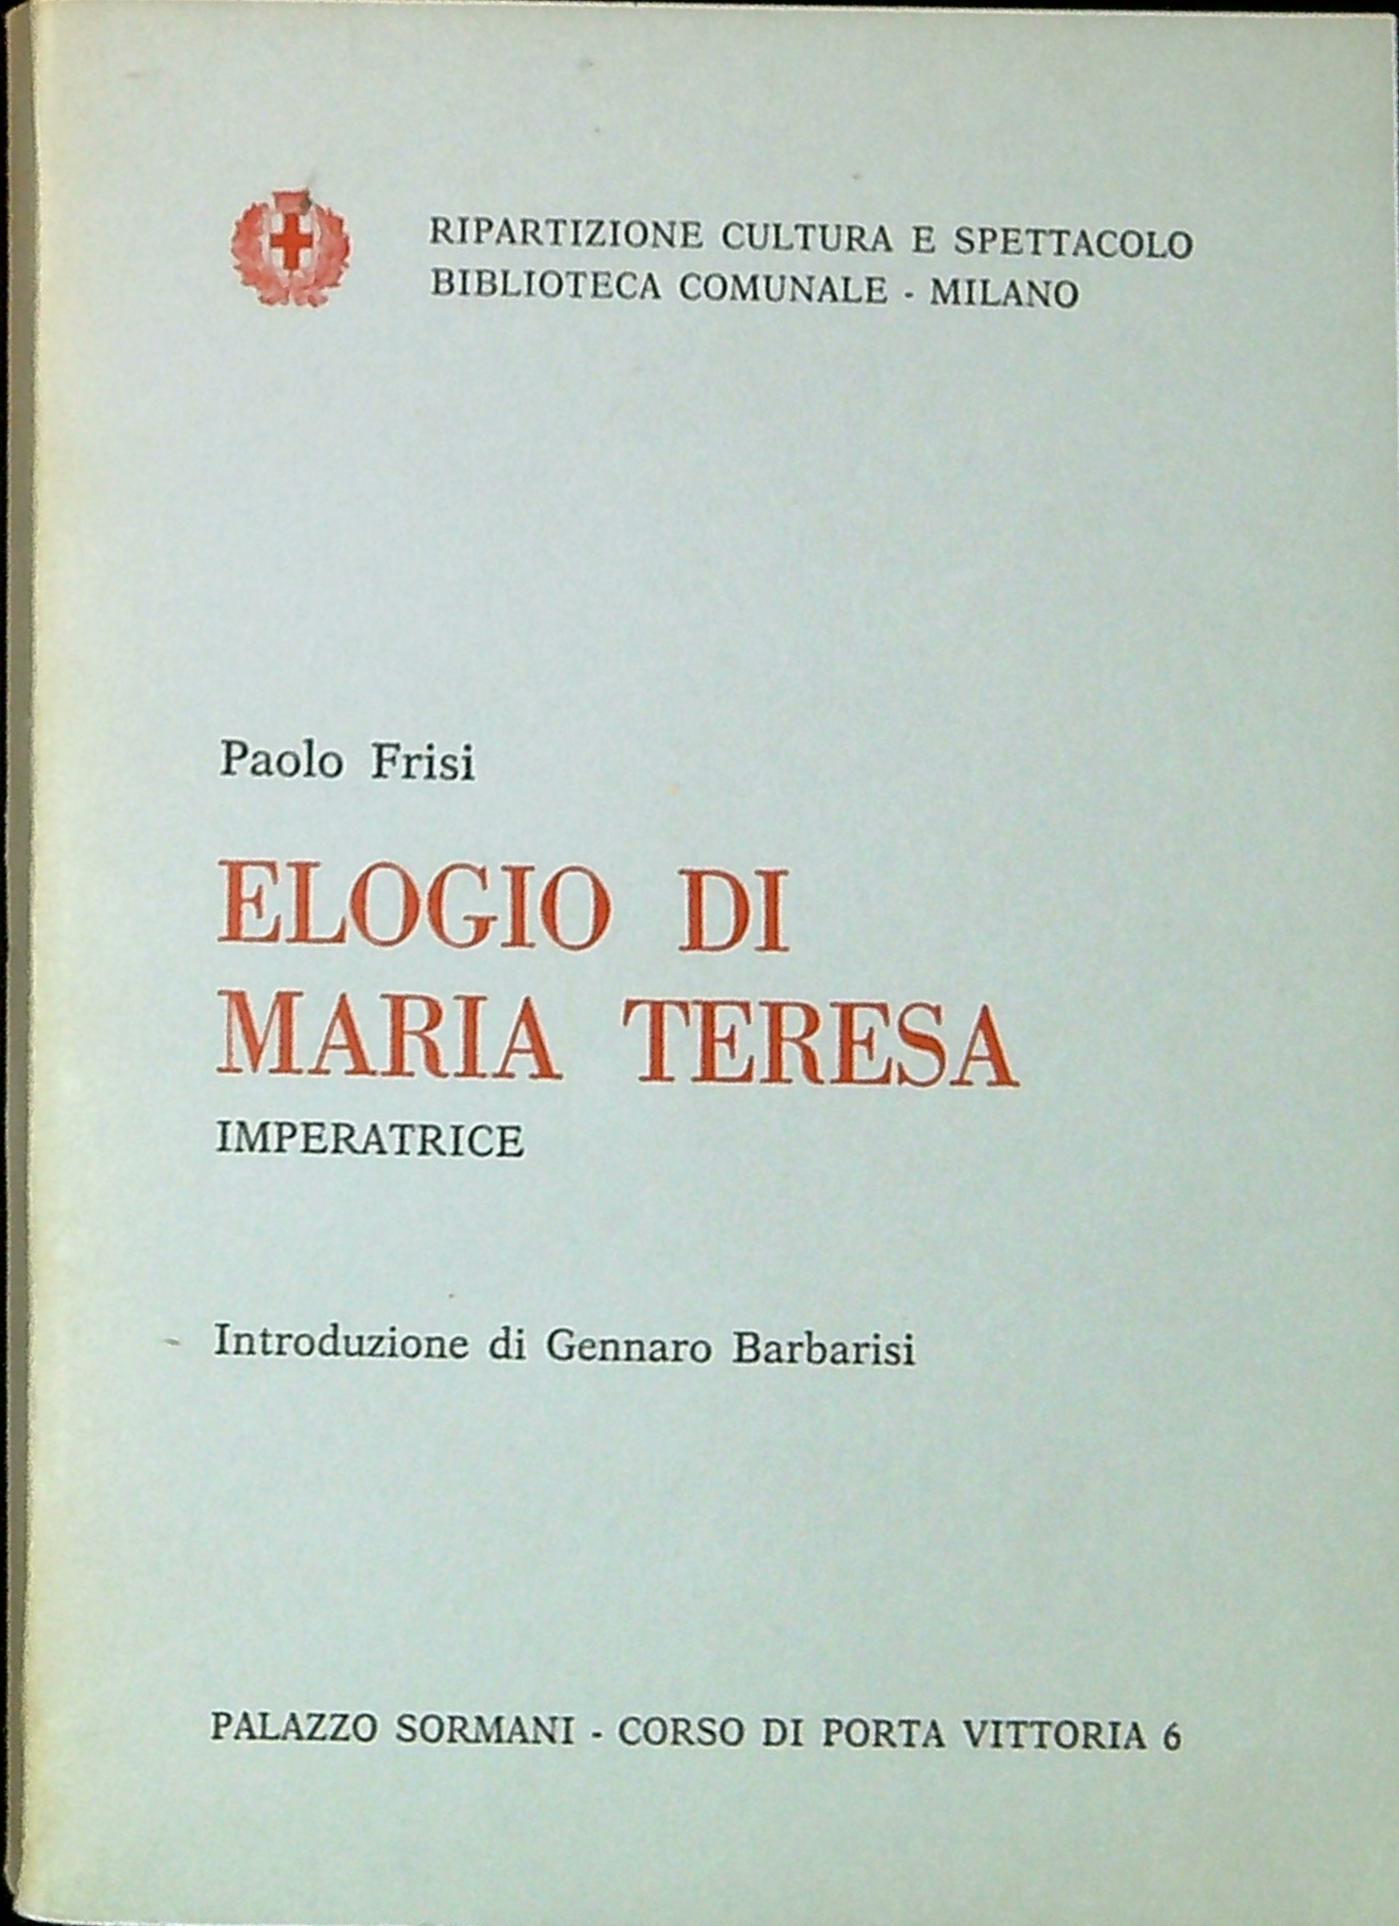 RIPARTIZIONE CULTURA E SPETTACOLO
BIBLIOTECA COMUNALE - MILANO
Paolo Frisi
ELOGIO DI
MARIA TERESA
IMPERATRICE
Introduzione di Gennaro Barbarisi
PALAZZO SORMANI - CORSO DI PORTA VITTORIA 6